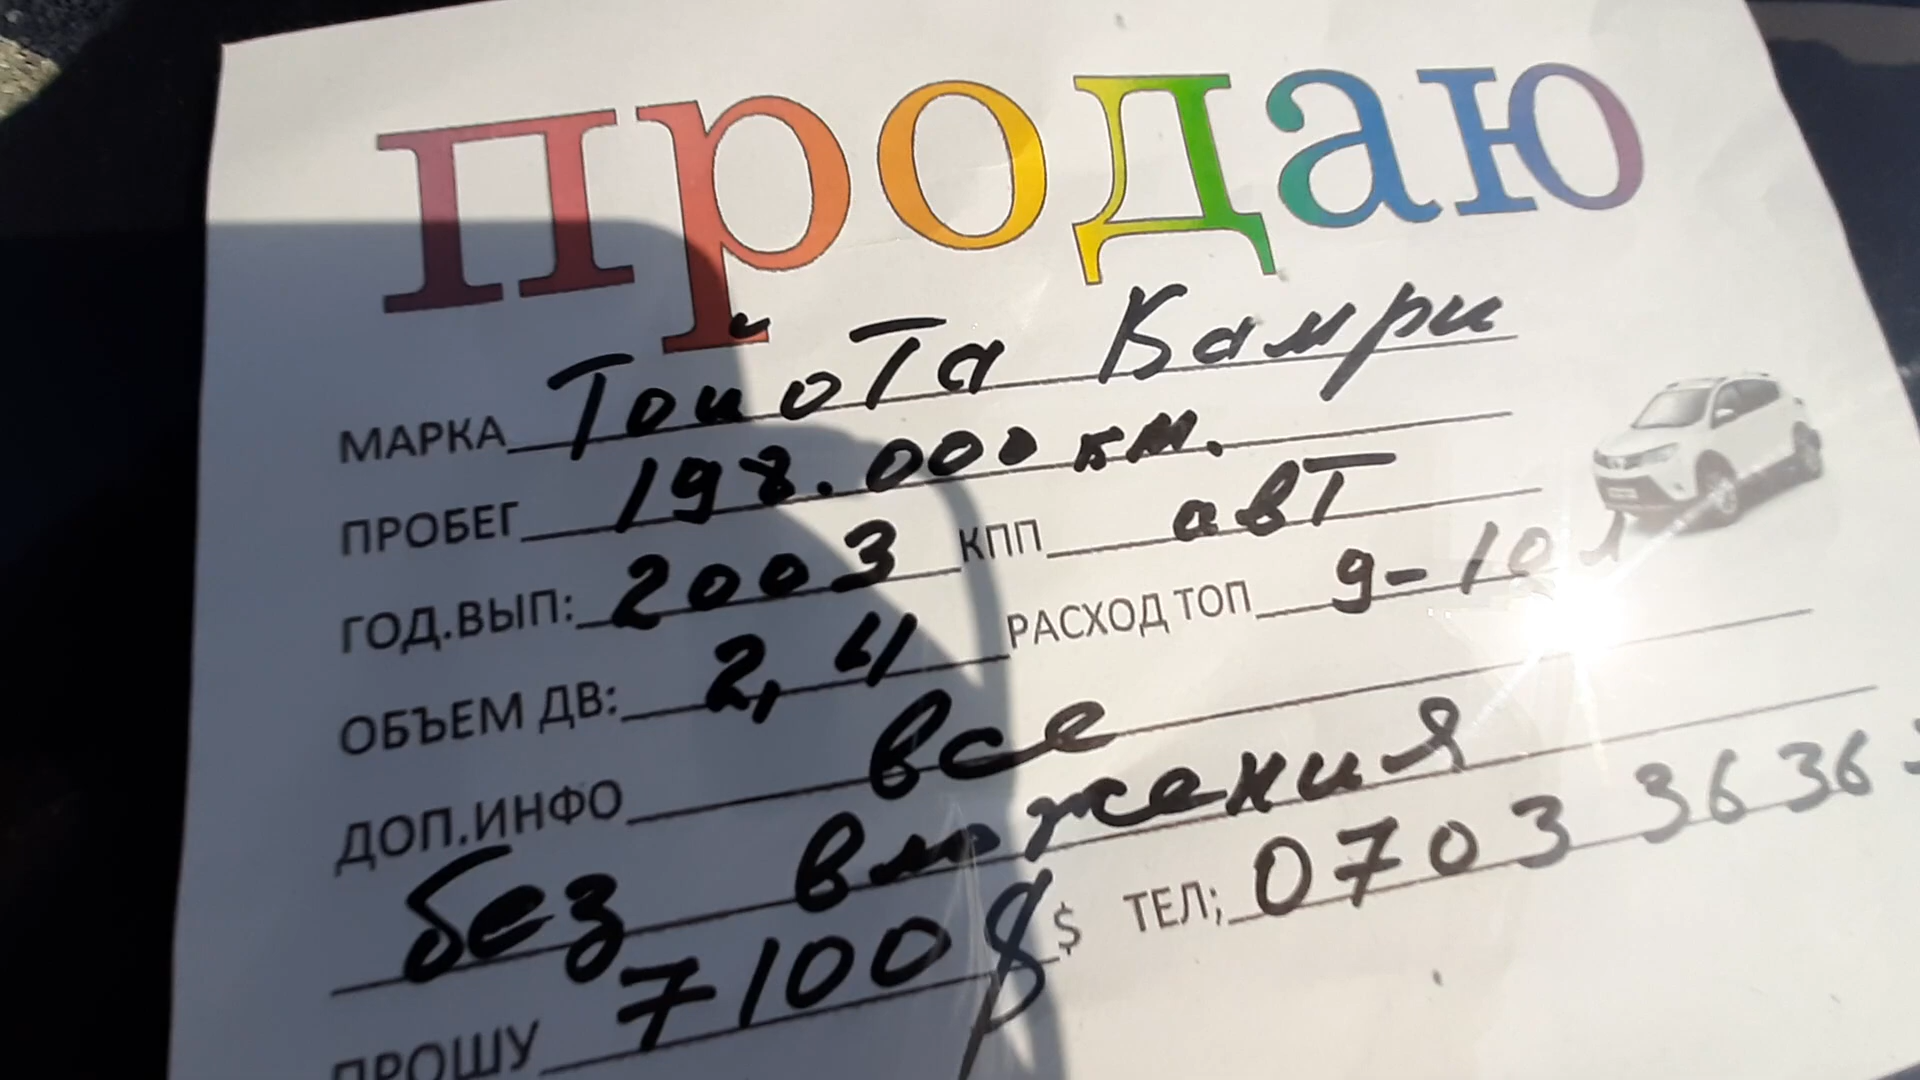 продаю
МАРКА Тойота Камри
ПРОБЕГ 198.000 км.
ГОД.ВЫП: 2003 КПП авт
ОБЪЕМ ДВ: 2,4 РАСХОД ТОП 9-10 л
ДОП.ИНФО все
без вложения
ПРОШУ 7100$ $ ТЕЛ; 0703 3636